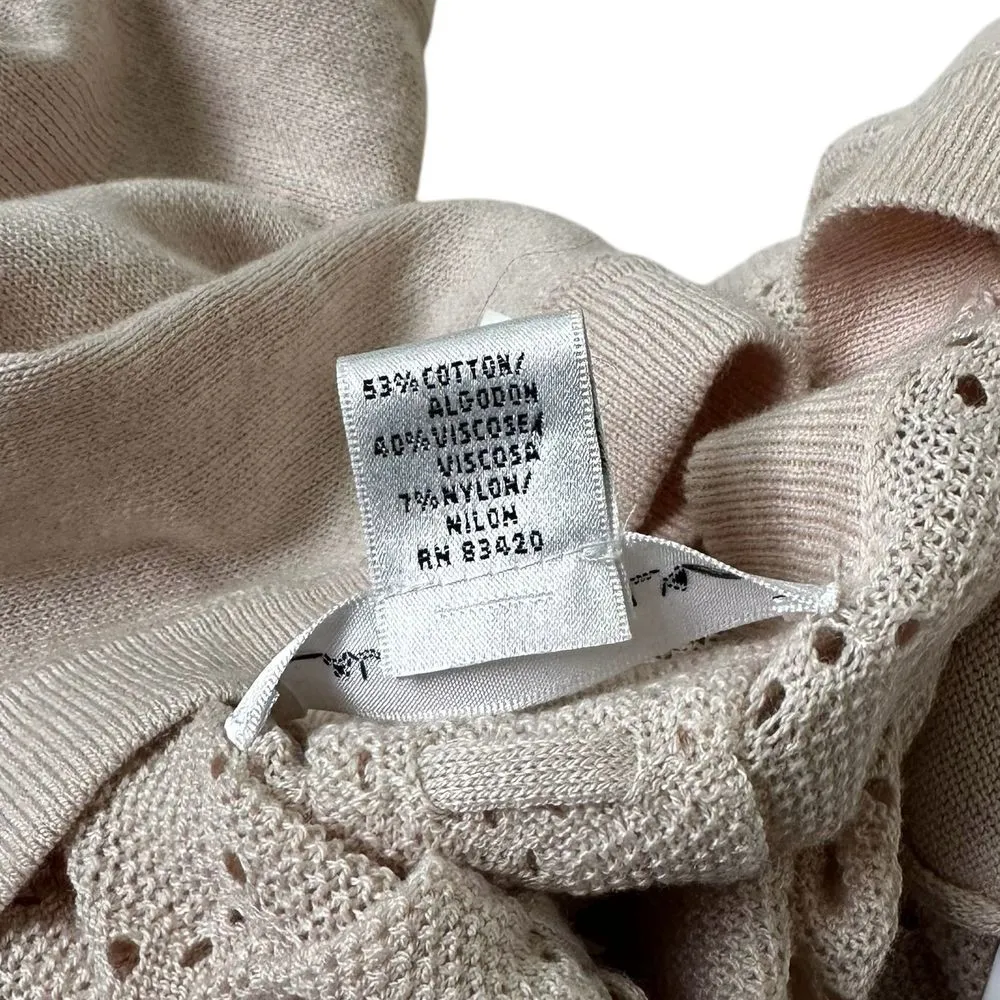 53% COTTON/
ALGODON
40% VISCOSE/
VISCOSA
7% NYLON/
NILON
RN 83420